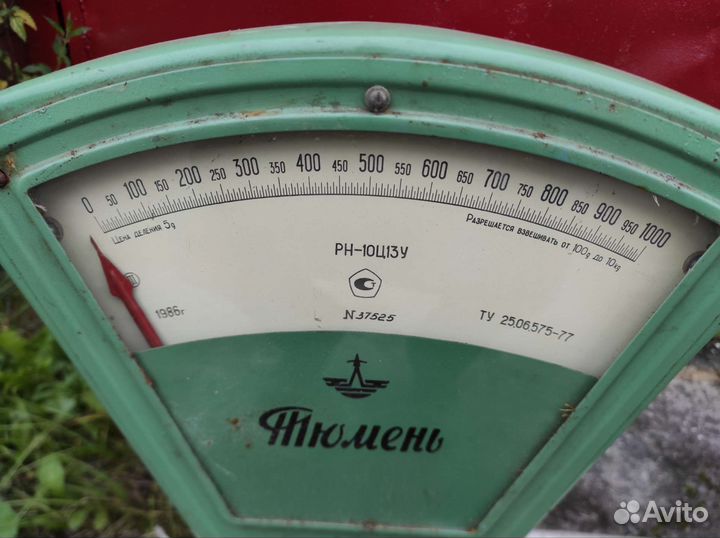 0 50 100 150 200 250 300 350 400 450 500 550 600 650 700 750 800 850 900 950 1000
Цена деления 5g
Разрешается взвешивать от 100g до 10kg
РН-10Ц13У
1986г
N 37525
ТУ 25.06.575-77
Тюмень
Avito